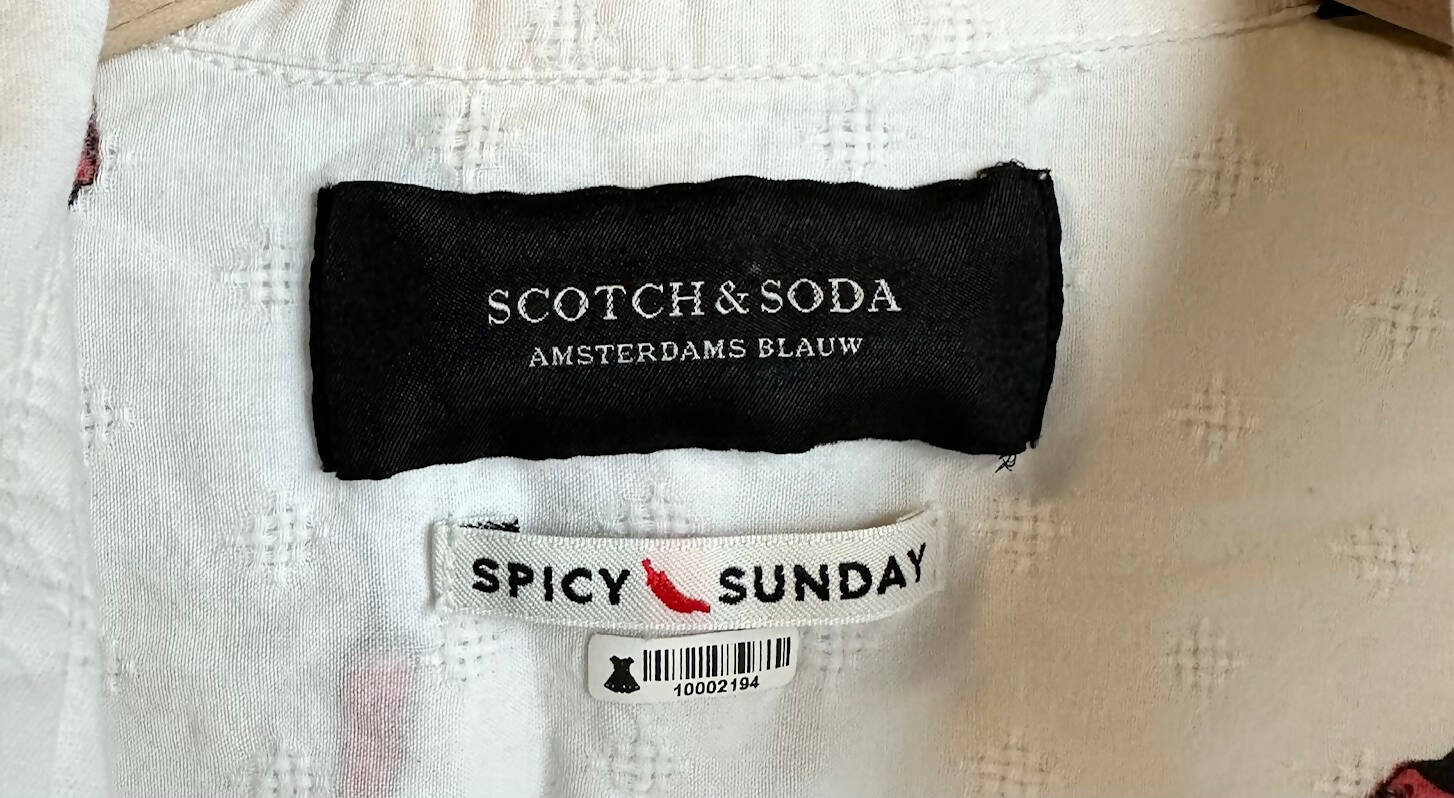 SCOTCH & SODA
AMSTERDAMS BLAUW
SPICY SUNDAY
10002194